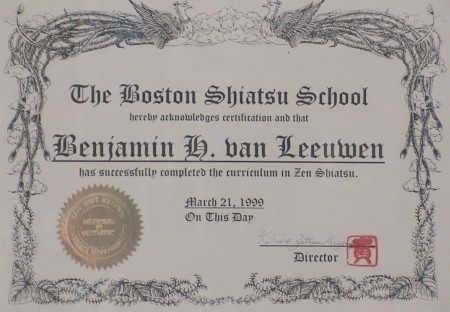 The Boston Shiatsu School
hereby acknowledges certification and that
Benjamin H. van Leeuwen
has successfully completed the curriculum in Zen Shiatsu.
March 21, 1999
On This Day
Director